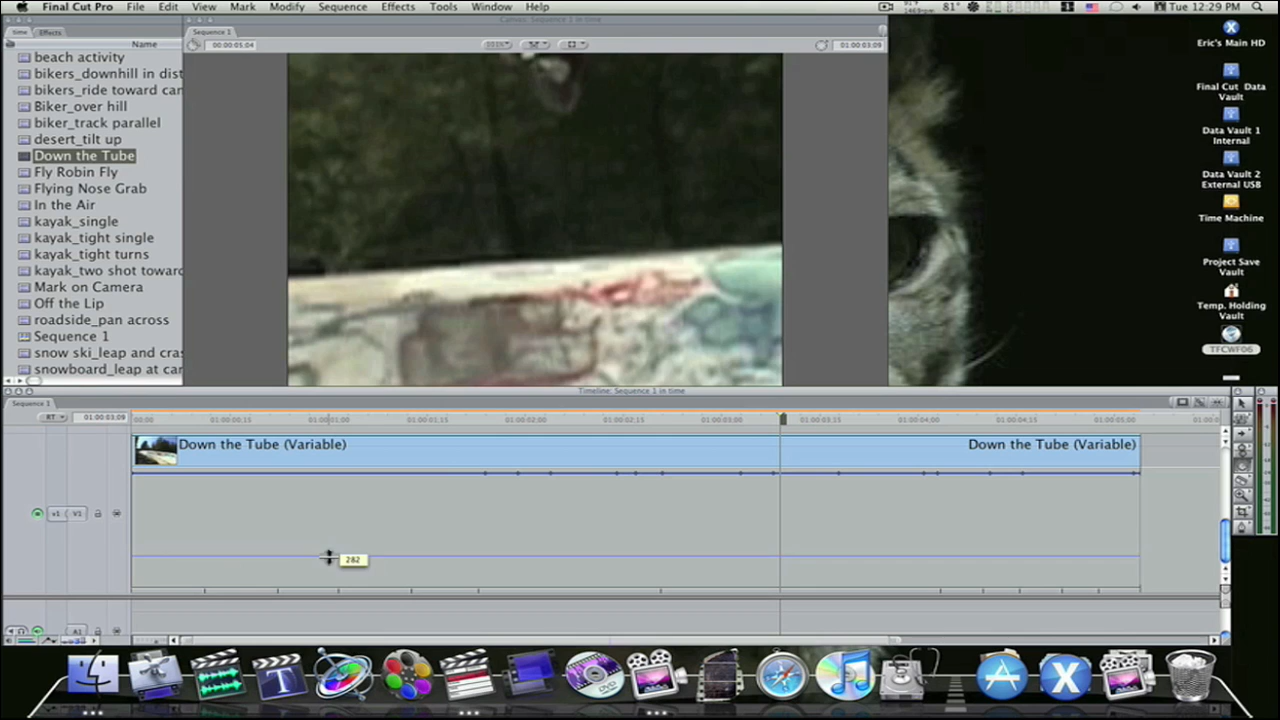 Final Cut Pro File Edit View Mark Modify Sequence Effects Tools Window Help 81° Tue 12:29 PM
Canvas: Sequence 1 in time
time Effects
Sequence 1
Name
00:00:05:04
01:00:03:09
beach activity
bikers_downhill in dist
bikers_ride toward can
Biker_over hill
biker_track parallel
desert_tilt up
Down the Tube
Fly Robin Fly
Flying Nose Grab
In the Air
kayak_single
kayak_tight single
kayak_tight turns
kayak_two shot toward
Mark on Camera
Off the Lip
roadside_pan across
Sequence 1
snow ski_leap and cras
snowboard_leap at car
Eric's Main HD
Final Cut Data
Vault
Data Vault 1
Internal
Data Vault 2
External USB
Time Machine
Project Save
Vault
Temp. Holding
Vault
TFCWF06
Timeline: Sequence 1 in time
Sequence 1
RT 01:00:03:09 00:00 01:00:00:15 01:00:01:00 01:00:01:15 01:00:02:00 01:00:02:15 01:00:03:00 01:00:03:15 01:00:04:00 01:00:04:15 01:00:05:00
Down the Tube (Variable) Down the Tube (Variable)
v1 V1
282
A1